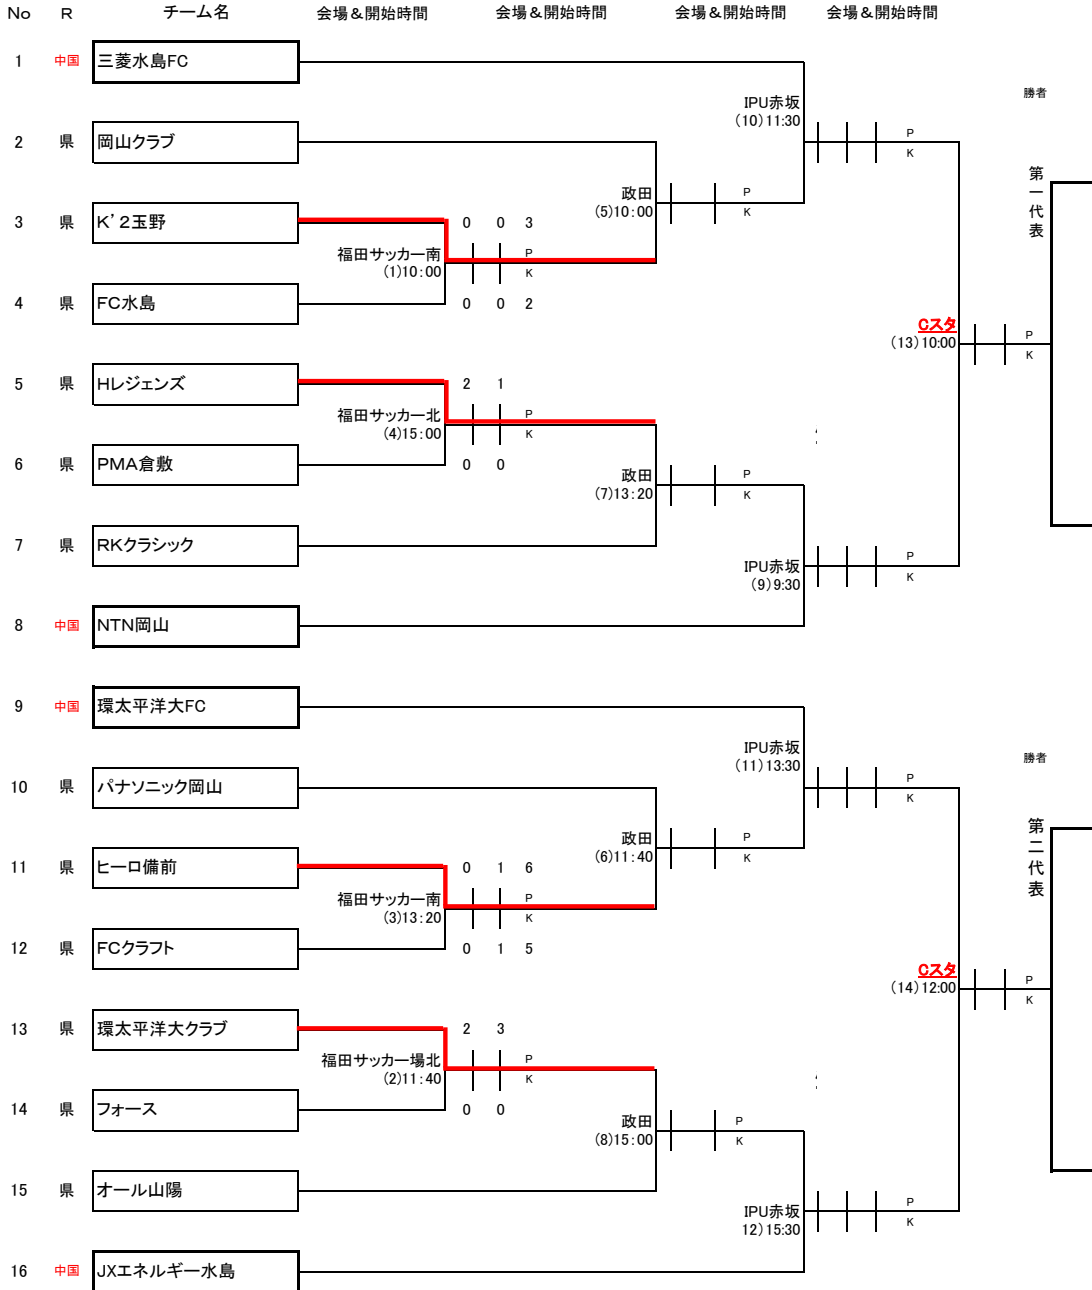 No R チーム名 会場&開始時間 会場&開始時間 会場&開始時間 会場&開始時間
1 中国 三菱水島FC
勝者
IPU赤坂
(10)11:30
P
K
2 県 岡山クラブ
第一代表
政田
(5)10:00
P
K
3 県 K'2玉野 0 0 3
福田サッカー南
(1)10:00
P
K
4 県 FC水島 0 0 2
Cスタ
(13)10:00
P
K
5 県 Hレジェンズ 2 1
福田サッカー北
(4)15:00
P
K
6 県 PMA倉敷 0 0
政田
(7)13:20
P
K
7 県 RKクラシック
IPU赤坂
(9)9:30
P
K
8 中国 NTN岡山
9 中国 環太平洋大FC
IPU赤坂
(11)13:30
勝者
P
K
10 県 パナソニック岡山
第二代表
政田
(6)11:40
P
K
11 県 ヒーロ備前 0 1 6
福田サッカー南
(3)13:20
P
K
12 県 FCクラフト 0 1 5
Cスタ
(14)12:00
P
K
13 県 環太平洋大クラブ 2 3
福田サッカー場北
(2)11:40
P
K
14 県 フォース 0 0
政田
(8)15:00
P
K
15 県 オール山陽
IPU赤坂
12)15:30
P
K
16 中国 JXエネルギー水島